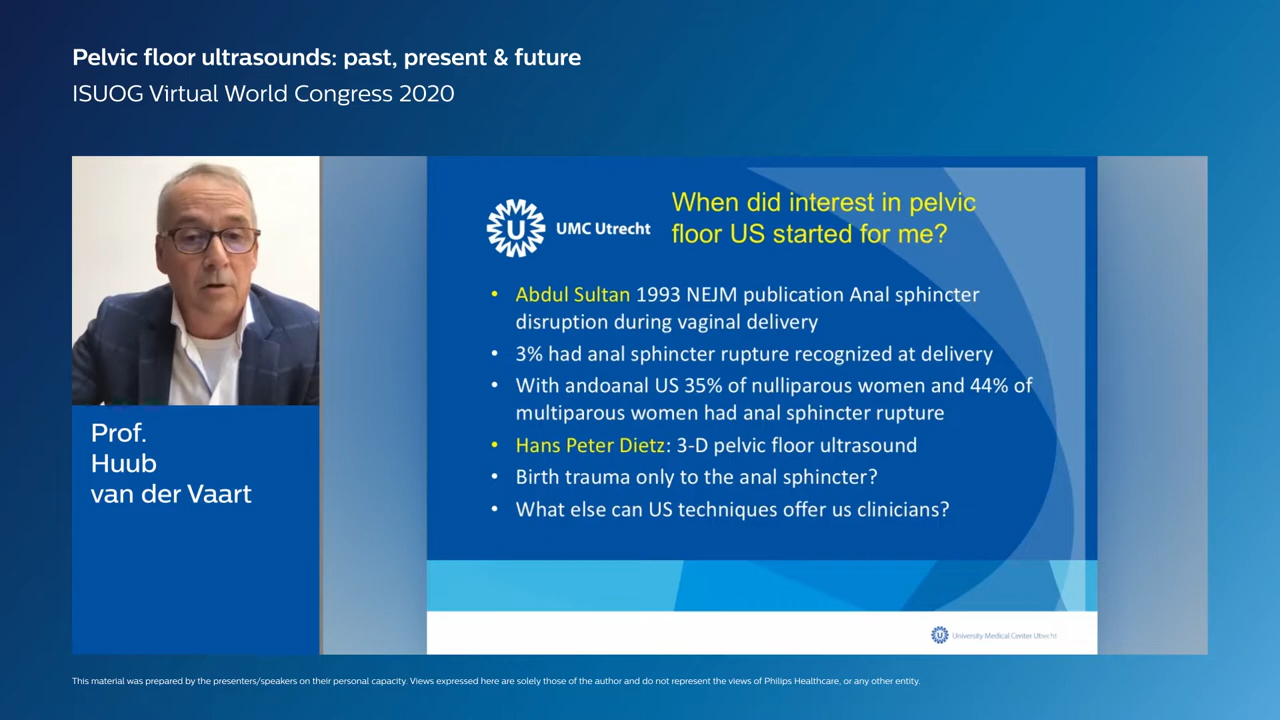 Pelvic floor ultrasounds: past, present & future
ISUOG Virtual World Congress 2020
Prof.
Huub
van der Vaart
U
UMC Utrecht
When did interest in pelvic
floor US started for me?
• Abdul Sultan 1993 NEJM publication Anal sphincter
disruption during vaginal delivery
• 3% had anal sphincter rupture recognized at delivery
• With andoanal US 35% of nulliparous women and 44% of
multiparous women had anal sphincter rupture
• Hans Peter Dietz: 3-D pelvic floor ultrasound
• Birth trauma only to the anal sphincter?
• What else can US techniques offer us clinicians?
U
University Medical Center Utrecht
This material was prepared by the presenters/speakers on their personal capacity. Views expressed here are solely those of the author and do not represent the views of Philips Healthcare, or any other entity.